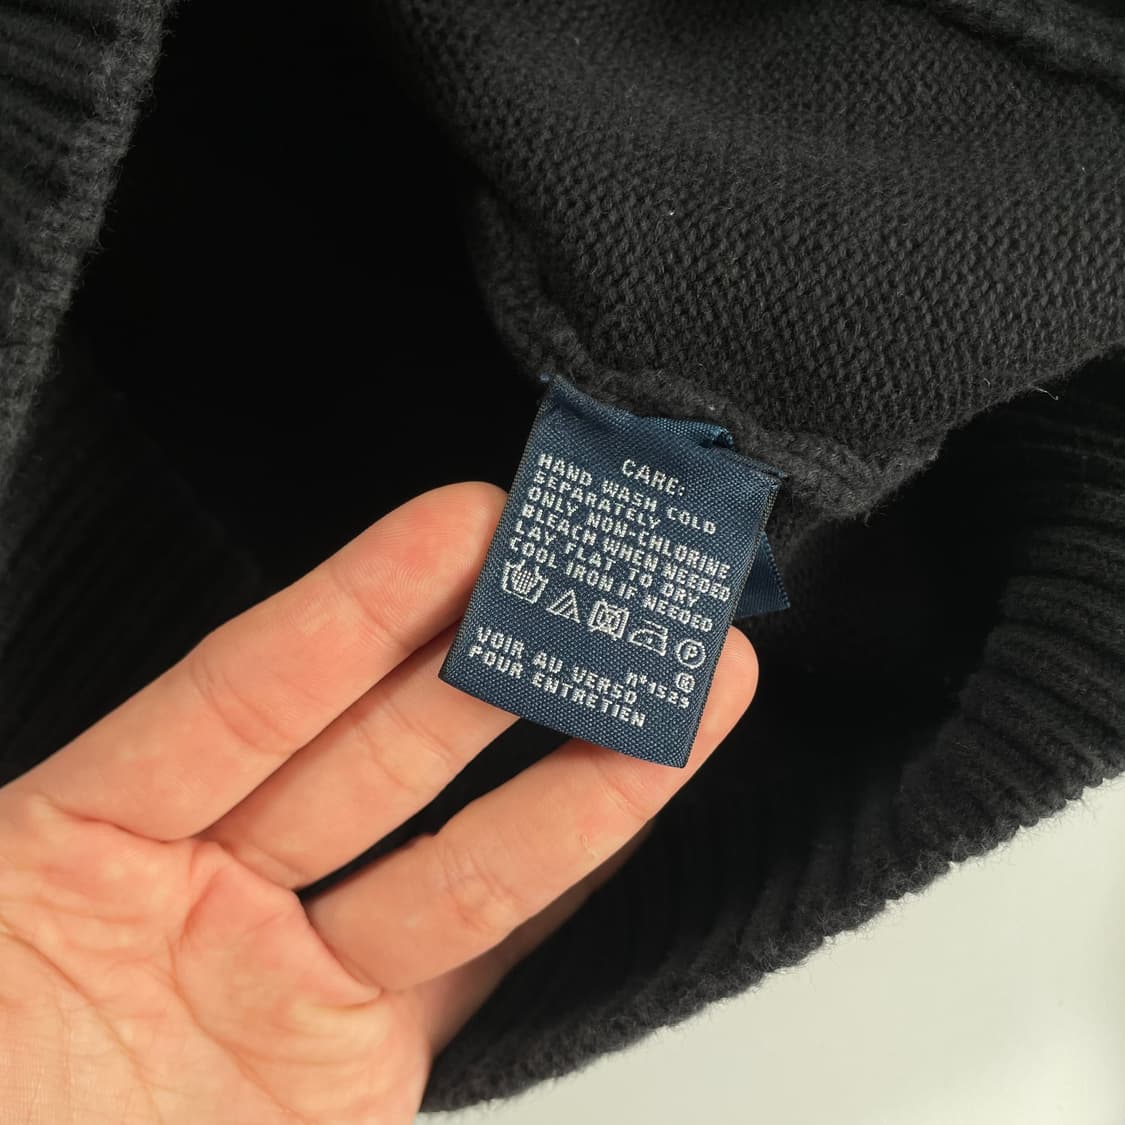 CARE:
HAND WASH COLD
SEPARATELY
ONLY NON-CHLORINE
BLEACH WHEN NEEDED
LAY FLAT TO DRY
COOL IRON IF NEEDED
P
VOIR AU VERSO
POUR ENTRETIEN